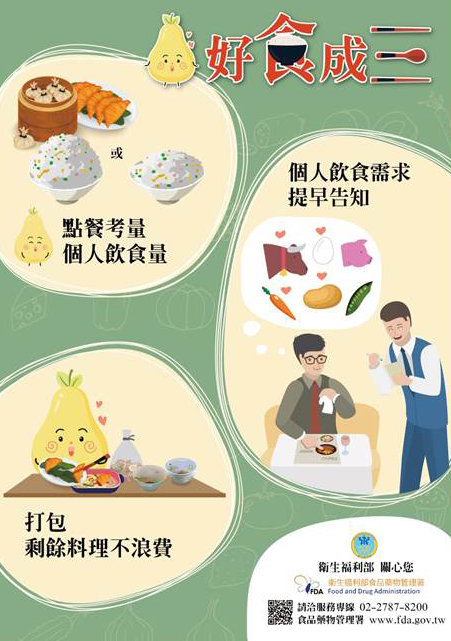 好食成三
或
點餐考量
個人飲食量
個人飲食需求
提早告知
打包
剩餘料理不浪費
衛生福利部 關心您
FDA 衛生福利部食品藥物管理署
Food and Drug Administration
請洽服務專線 02-2787-8200
食品藥物管理署 www.fda.gov.tw